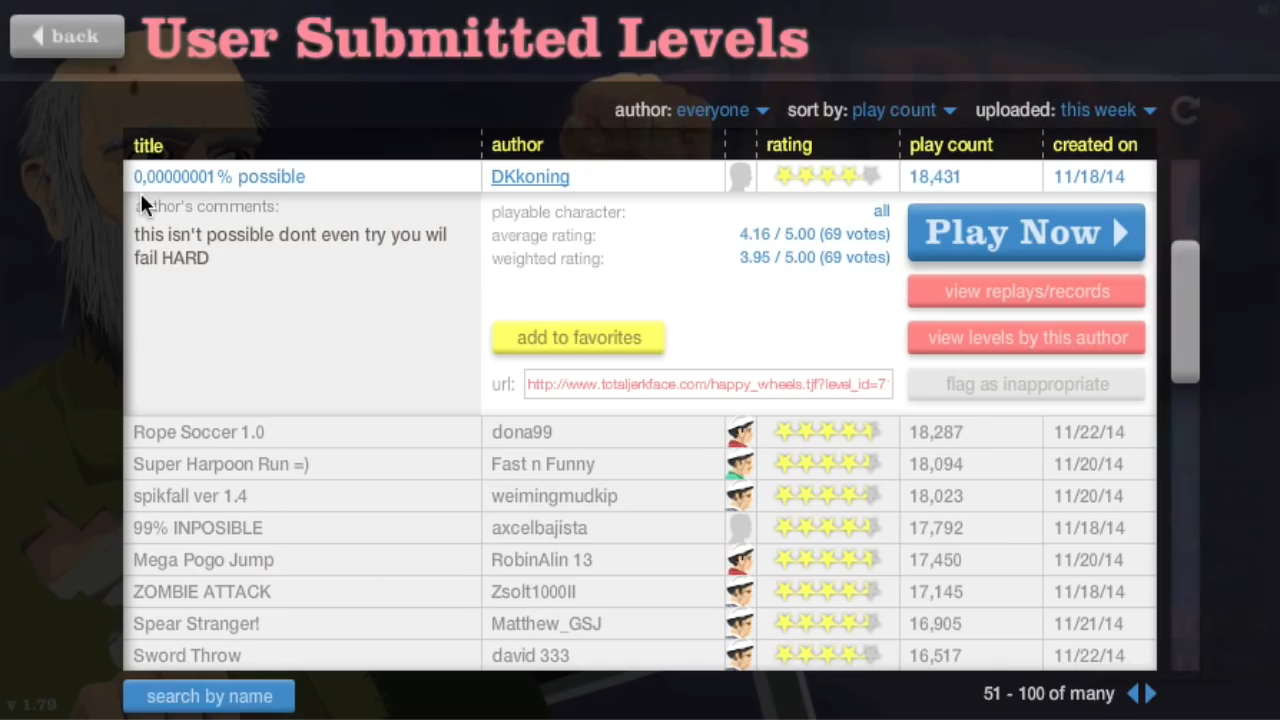 back
User Submitted Levels
author: everyone sort by: play count uploaded: this week
title author rating play count created on
0,00000001% possible DKkoning 18,431 11/18/14
author's comments:
this isn't possible dont even try you wil
fail HARD
playable character: all
average rating: 4.16 / 5.00 (69 votes)
weighted rating: 3.95 / 5.00 (69 votes)
Play Now
view replays/records
add to favorites
view levels by this author
url: http://www.totaljerkface.com/happy_wheels.tjf?level_id=7
flag as inappropriate
Rope Soccer 1.0 dona99 18,287 11/22/14
Super Harpoon Run =) Fast n Funny 18,094 11/20/14
spikfall ver 1.4 weimingmudkip 18,023 11/20/14
99% INPOSIBLE axcelbajista 17,792 11/18/14
Mega Pogo Jump RobinAlin 13 17,450 11/20/14
ZOMBIE ATTACK Zsolt1000II 17,145 11/18/14
Spear Stranger! Matthew_GSJ 16,905 11/21/14
Sword Throw david 333 16,517 11/22/14
search by name
51 - 100 of many
v 1.79